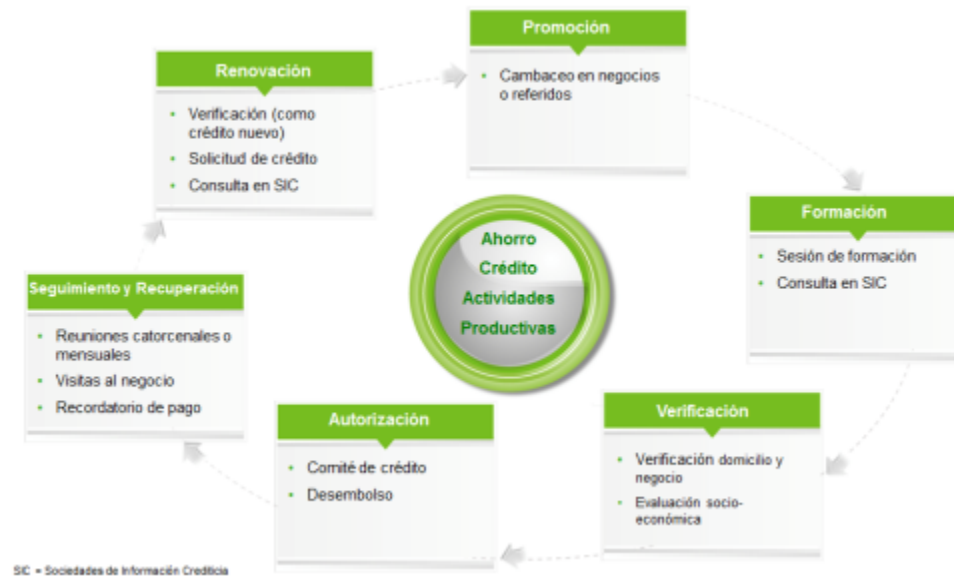 Promoción
Cambaceo en negocios
o referidos
Formación
Sesión de formación
Consulta en SIC
Verificación
Verificación domicilio y
negocio
Evaluación socio-
económica
Autorización
Comité de crédito
Desembolso
Seguimiento y Recuperación
Reuniones catorcenales o
mensuales
Visitas al negocio
Recordatorio de pago
Renovación
Verificación (como
crédito nuevo)
Solicitud de crédito
Consulta en SIC
Ahorro
Crédito
Actividades
Productivas
SIC = Sociedades de Información Crediticia